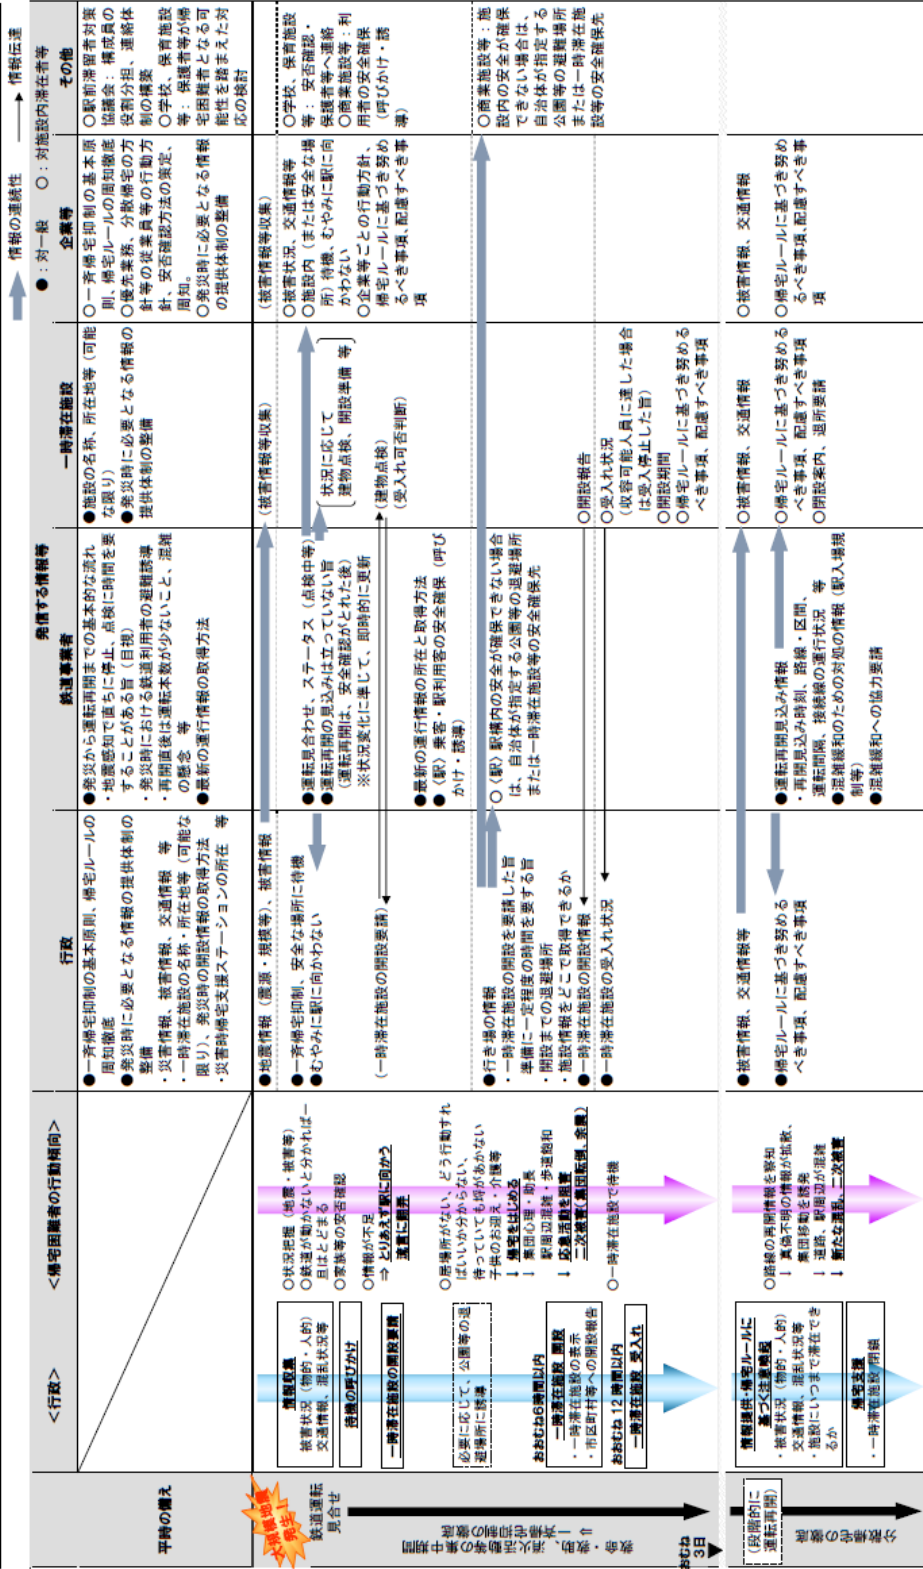 情報の連続性 → 情報伝達
●：対一般 ○：対施設内滞在者等
<行政>
<帰宅困難者の行動傾向>
発信する情報等
行政
鉄道事業者
一時滞在施設
企業等
その他
平時の備え
●一斉帰宅抑制の基本原則、帰宅ルールの
周知徹底
●発災時に必要となる情報の提供体制の
整備
・災害情報、被害情報、交通情報 等
・一時滞在施設の名称・所在地等（可能な
限り）、発災時の開設情報の取得方法
・災害時帰宅支援ステーションの所在 等
●発災から運転再開までの基本的な流れ
・地震感知で直ちに停止、点検に時間を要
することがある旨（目視）
・発災時における鉄道利用者の避難誘導
・再開直後は運転本数が少ないこと、混雑
の懸念 等
●最新の運行情報の取得方法
●施設の名称、所在地等（可能
な限り）
●発災時に必要となる情報の
提供体制の整備
○一斉帰宅抑制の基本原
則、帰宅ルールの周知徹底
○優先業務、分散帰宅の方
針等の従業員等の行動方
針、安否確認方法の策定、
周知。
○発災時に必要となる情報
の提供体制の整備
○駅前滞留者対策
協議会：構成員の
役割分担、連絡体
制の構築
○学校、保育施設
等：保護者等が帰
宅困難者となる可
能性を踏まえた対
応の検討
大規模地震
発生！
鉄道運転
見合せ
救命・救助、消火活動等の集中期間
⇒ 一斉帰宅抑制の徹底
おおむね
3日
情報収集
被害状況（物的・人的）
交通情報、混乱状況等
待機の呼びかけ
一時滞在施設の開設要請
必要に応じて、公園等の退
避場所に誘導
おおむね6時間以内
一時滞在施設 開設
・一時滞在施設の表示
・市区町村等への開設報告
おおむね12時間以内
一時滞在施設 受入れ
○状況把握（地震・被害等）
○鉄道が動かないと分かれば一
旦はとどまる
○家族等の安否確認
○情報が不足
⇒ とりあえず駅に向かう
流言に翻弄
○居場所がない、どう行動すれ
ばいいか分からない、
待っていても埒があかない
子供のお迎え・介護等
↓ 帰宅をはじめる
集団心理・助長
駅周辺混雑・歩道飽和
↓ 応急活動を阻害
二次被害（集団転倒、余震）
○一時滞在施設で待機
●地震情報（震源・規模等）、被害情報
●一斉帰宅抑制、安全な場所に待機
●むやみに駅に向かわない
（一時滞在施設の開設要請）
●行き場の情報
・一時滞在施設の開設を要請した旨
準備に一定程度の時間を要する旨
・開設までの退避場所
・施設情報をどこで取得できるか
●一時滞在施設の開設情報
●一時滞在施設の受入れ状況
●運転見合わせ、ステータス（点検中等）
●運転再開の見込みは立っていない旨
（運転再開は、安全確認がとれた後）
※状況変化に準じて、即時的に更新
●最新の運行情報の所在と取得方法
●〈駅〉乗客・駅利用客の安全確保（呼び
かけ・誘導）
○〈駅〉駅構内の安全が確保できない場合
は、自治体が指定する公園等の退避場所
または一時滞在施設等の安全確保先
（被害情報等収集）
状況に応じて
建物点検、開設準備 等
（建物点検）
（受入れ可否判断）
○開設報告
○受入れ状況
（収容可能人員に達した場合
は受入停止した旨）
○開設期間
○帰宅ルールに基づき努める
べき事項、配慮すべき事項
（被害情報等収集）
○被害状況、交通情報等
○施設内（または安全な場
所）待機、むやみに駅に向
かわない
○企業等ごとの行動方針、
帰宅ルールに基づき努め
るべき事項、配慮すべき事
項
○学校、保育施設
等：安否確認・
保護者等へ連絡
○商業施設等：利
用者の安全確保
（呼びかけ・誘
導）
○商業施設等：施
設内の安全が確保
できない場合は、
自治体が指定する
公園等の避難場所
または一時滞在施
設等の安全確保先
（段階的に
運転再開）
分散帰宅の徹底
情報提供・帰宅ルールに
基づく注意喚起
・被害状況（物的・人的）
交通情報、混乱状況等
・施設にいつまで滞在でき
るか
帰宅支援
・一時滞在施設 閉鎖
○路線の再開情報を察知
↓ 真偽不明の情報が拡散、
集団移動を誘発
↓ 道路、駅周辺が混雑
↓ 新たな混乱、二次被害
●被害情報、交通情報等
●帰宅ルールに基づき努める
べき事項、配慮すべき事項
●運転再開見込み情報
・再開見込み時刻、路線・区間、
運転間隔、接続線の運行状況 等
●混雑緩和のための対処の情報（駅入場規
制等）
●混雑緩和への協力要請
○被害情報、交通情報
○帰宅ルールに基づき努める
べき事項、配慮すべき事項
○閉設案内、退所要請
○被害情報、交通情報
○帰宅ルールに基づき努め
るべき事項、配慮すべき事
項